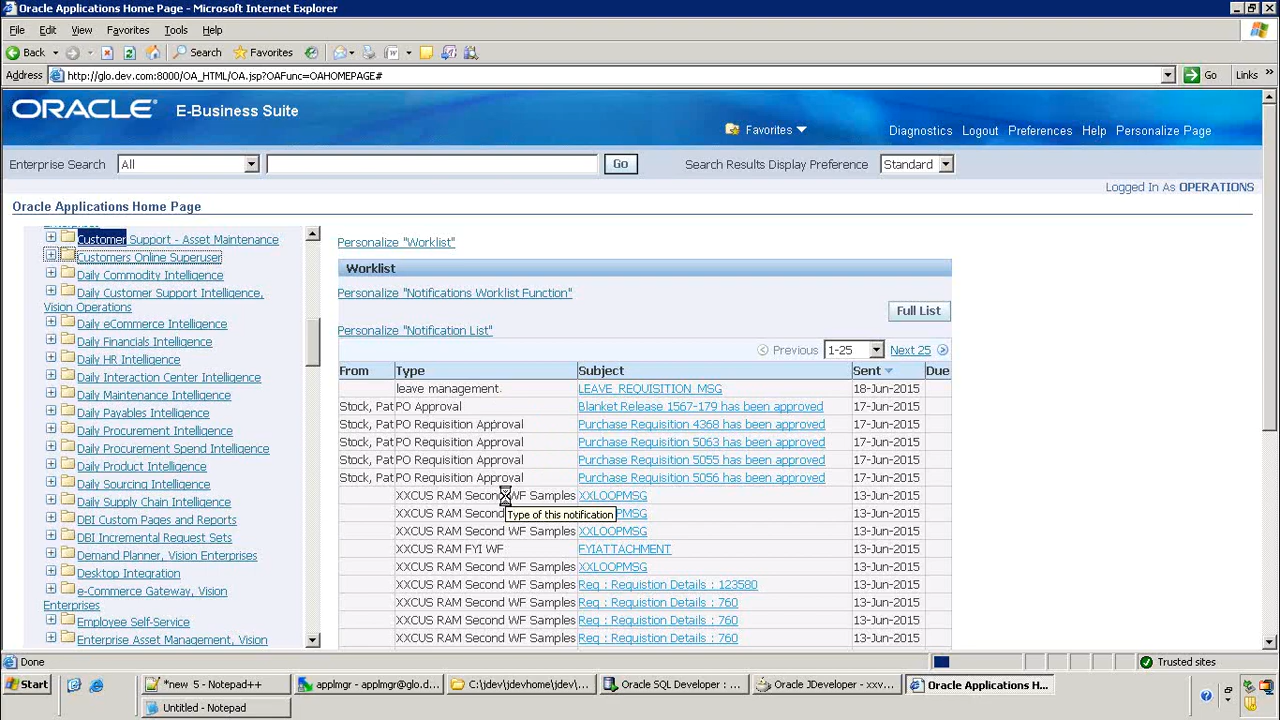 Oracle Applications Home Page - Microsoft Internet Explorer
File Edit View Favorites Tools Help
Back Search Favorites
Address http://glo.dev.com:8000/OA_HTML/OA.jsp?OAFunc=OAHOMEPAGE# Go Links »
ORACLE® E-Business Suite
Favorites
Diagnostics Logout Preferences Help Personalize Page
Enterprise Search All Go Search Results Display Preference Standard
Logged In As OPERATIONS
Oracle Applications Home Page
Customer Support - Asset Maintenance
Customers Online Superuser
Daily Commodity Intelligence
Daily Customer Support Intelligence,
Vision Operations
Daily eCommerce Intelligence
Daily Financials Intelligence
Daily HR Intelligence
Daily Interaction Center Intelligence
Daily Maintenance Intelligence
Daily Payables Intelligence
Daily Procurement Intelligence
Daily Procurement Spend Intelligence
Daily Product Intelligence
Daily Sourcing Intelligence
Daily Supply Chain Intelligence
DBI Custom Pages and Reports
DBI Incremental Request Sets
Demand Planner, Vision Enterprises
Desktop Integration
e-Commerce Gateway, Vision
Enterprises
Employee Self-Service
Enterprise Asset Management, Vision
Personalize "Worklist"
Worklist
Personalize "Notifications Worklist Function"
Full List
Personalize "Notification List"
Previous 1-25 Next 25
From Type Subject Sent Due
leave management LEAVE_REQUISITION_MSG 18-Jun-2015
Stock, Pat PO Approval Blanket Release 1567-179 has been approved 17-Jun-2015
Stock, Pat PO Requisition Approval Purchase Requisition 4368 has been approved 17-Jun-2015
Stock, Pat PO Requisition Approval Purchase Requisition 5063 has been approved 17-Jun-2015
Stock, Pat PO Requisition Approval Purchase Requisition 5055 has been approved 17-Jun-2015
Stock, Pat PO Requisition Approval Purchase Requisition 5056 has been approved 17-Jun-2015
XXCUS RAM Second WF Samples XXLOOPMSG 13-Jun-2015
XXCUS RAM Second 13-Jun-2015
Type of this notification
XXCUS RAM Second WF Samples XXLOOPMSG 13-Jun-2015
XXCUS RAM FYI WF FYIATTACHMENT 13-Jun-2015
XXCUS RAM Second WF Samples XXLOOPMSG 13-Jun-2015
XXCUS RAM Second WF Samples Req : Requistion Details : 123580 13-Jun-2015
XXCUS RAM Second WF Samples Req : Requistion Details : 760 13-Jun-2015
XXCUS RAM Second WF Samples Req : Requistion Details : 760 13-Jun-2015
XXCUS RAM Second WF Samples Req : Requistion Details : 760 13-Jun-2015
Done Trusted sites
Start *new 5 - Notepad++ applmgr - applmgr@glo.d... C:\jdev\jdevhome\jdev\... Oracle SQL Developer : ... Oracle JDeveloper - xxv... Oracle Applications H...
Untitled - Notepad